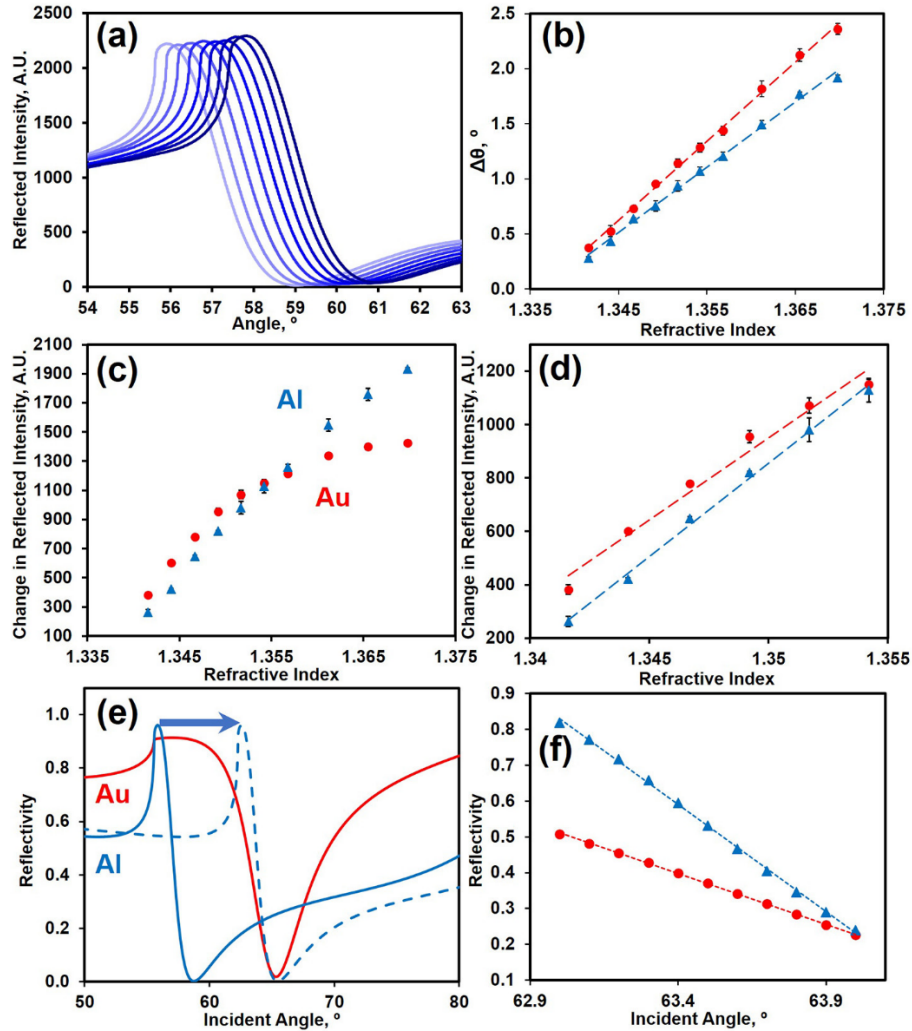 (a)
Reflected Intensity, A.U.
2500
2000
1500
1000
500
0
54 55 56 57 58 59 60 61 62 63
Angle, º
(b)
Δθ, º
2.5
2.0
1.5
1.0
0.5
0.0
1.335 1.345 1.355 1.365 1.375
Refractive Index
(c)
Change in Reflected Intensity, A.U.
2100
1900
1700
1500
1300
1100
900
700
500
300
100
Al
Au
1.335 1.345 1.355 1.365 1.375
Refractive Index
(d)
Change in Reflected Intensity, A.U.
1200
1000
800
600
400
200
1.34 1.345 1.35 1.355
Refractive Index
(e)
Reflectivity
1.0
0.8
0.6
0.4
0.2
0.0
Au
Al
50 60 70 80
Incident Angle, º
(f)
Reflectivity
0.9
0.8
0.7
0.6
0.5
0.4
0.3
0.2
0.1
62.9 63.4 63.9
Incident Angle, º